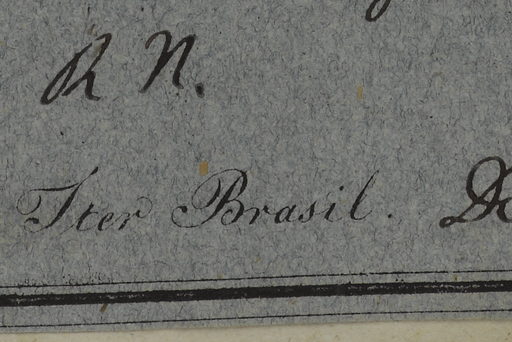 R N.
Iter Brasil.